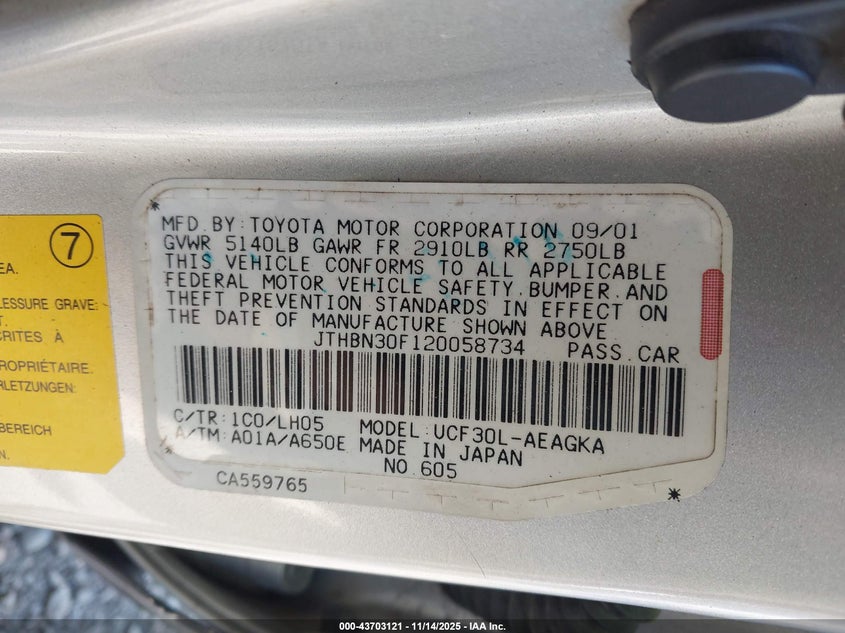 7
EA.
LESSURE GRAVE:
T.
CRITES À
PROPRIÉTAIRE.
RLETZUNGEN:
BEREICH
MFD.BY:TOYOTA MOTOR CORPORATION 09/01
GVWR 5140LB GAWR FR 2910LB RR 2750LB
THIS VEHICLE CONFORMS TO ALL APPLICABLE
FEDERAL MOTOR VEHICLE SAFETY,BUMPER,AND
THEFT PREVENTION STANDARDS IN EFFECT ON
THE DATE OF MANUFACTURE SHOWN ABOVE
JTHBN30F120058734 PASS.CAR
C/TR:1C0/LH05 MODEL:UCF30L-AEAGKA
A/TM:A01A/A650E MADE IN JAPAN
NO.605
CA559765
000-43703121 - 11/14/2025 - IAA Inc.